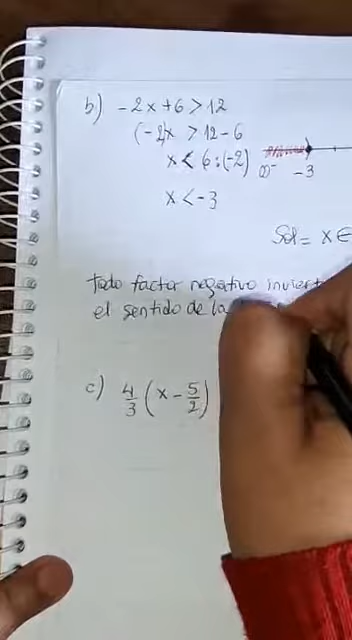 b) -2x+6>12
(-2)x >12-6
x < 6:(-2)
∞⁻ -3
x<-3
Sol= x∈
todo factor negativo invierte
el sentido de la
c) 4/3 (x - 5/2)